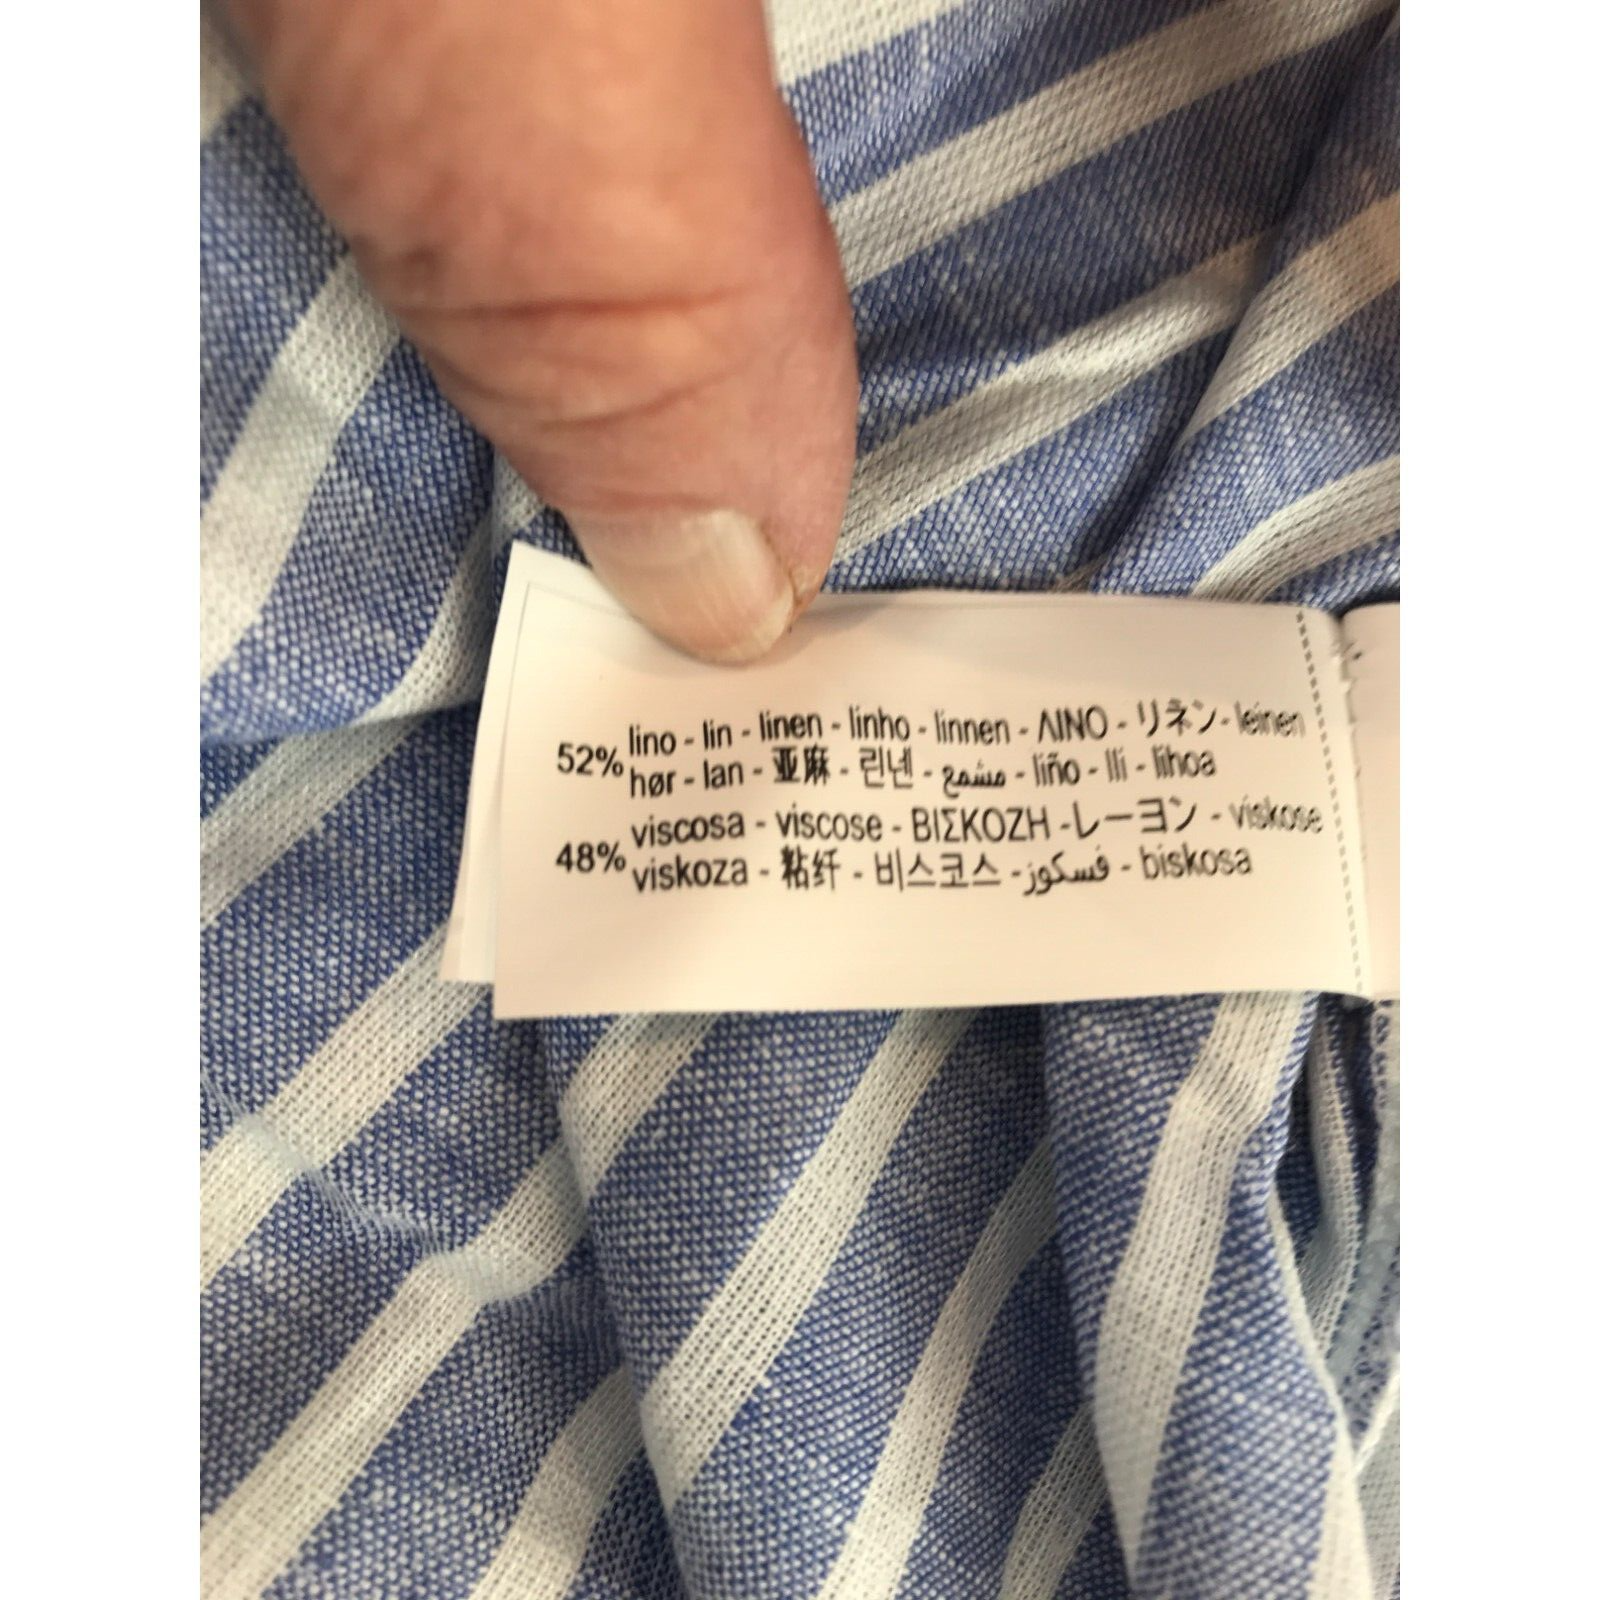 52% lino - lin - linen - linho - linnen - ΛΙΝΟ - リネン - leinen
hør - lan - 亚麻 - 린넨 - مشمع - liño - lli - lihoa
48% viscosa - viscose - ΒΙΣΚΟΖΗ - レーヨン - viskose
viskoza - 粘纤 - 비스코스 - فسكوز - biskosa